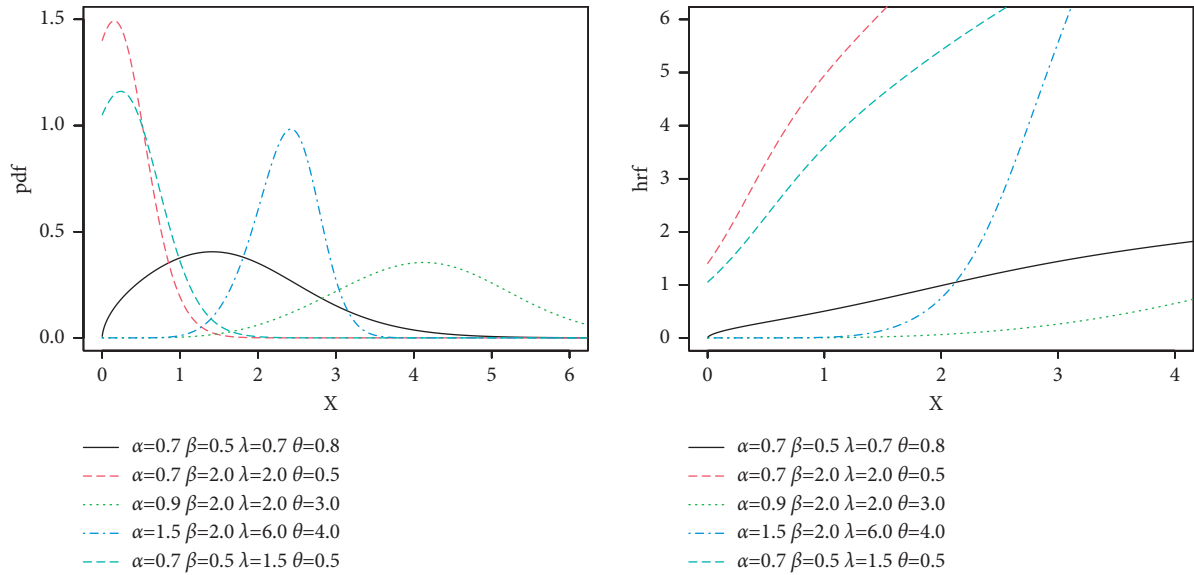 pdf
1.5
1.0
0.5
0.0
0 1 2 3 4 5 6
X
α=0.7 β=0.5 λ=0.7 θ=0.8
α=0.7 β=2.0 λ=2.0 θ=0.5
α=0.9 β=2.0 λ=2.0 θ=3.0
α=1.5 β=2.0 λ=6.0 θ=4.0
α=0.7 β=0.5 λ=1.5 θ=0.5
hrf
6
5
4
3
2
1
0
0 1 2 3 4
X
α=0.7 β=0.5 λ=0.7 θ=0.8
α=0.7 β=2.0 λ=2.0 θ=0.5
α=0.9 β=2.0 λ=2.0 θ=3.0
α=1.5 β=2.0 λ=6.0 θ=4.0
α=0.7 β=0.5 λ=1.5 θ=0.5